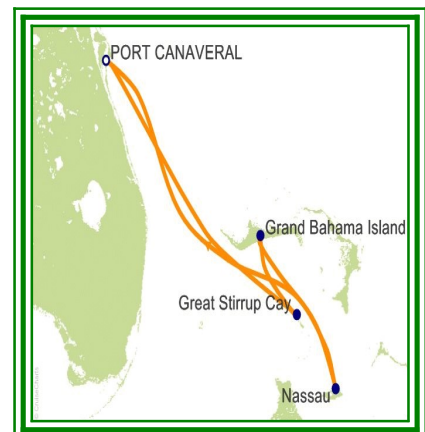 PORT CANAVERAL
Grand Bahama Island
Great Stirrup Cay
Nassau